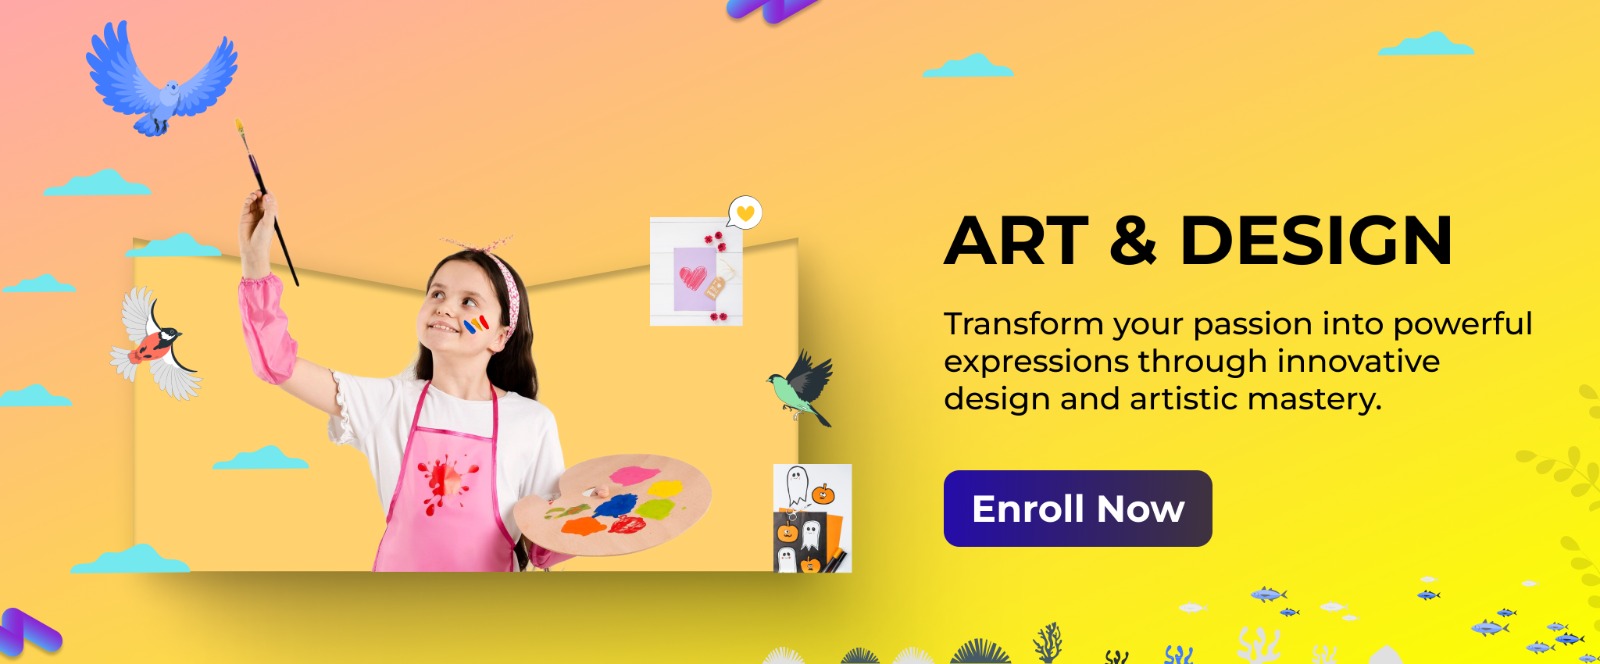 ART & DESIGN
Transform your passion into powerful
expressions through innovative
design and artistic mastery.
Enroll Now